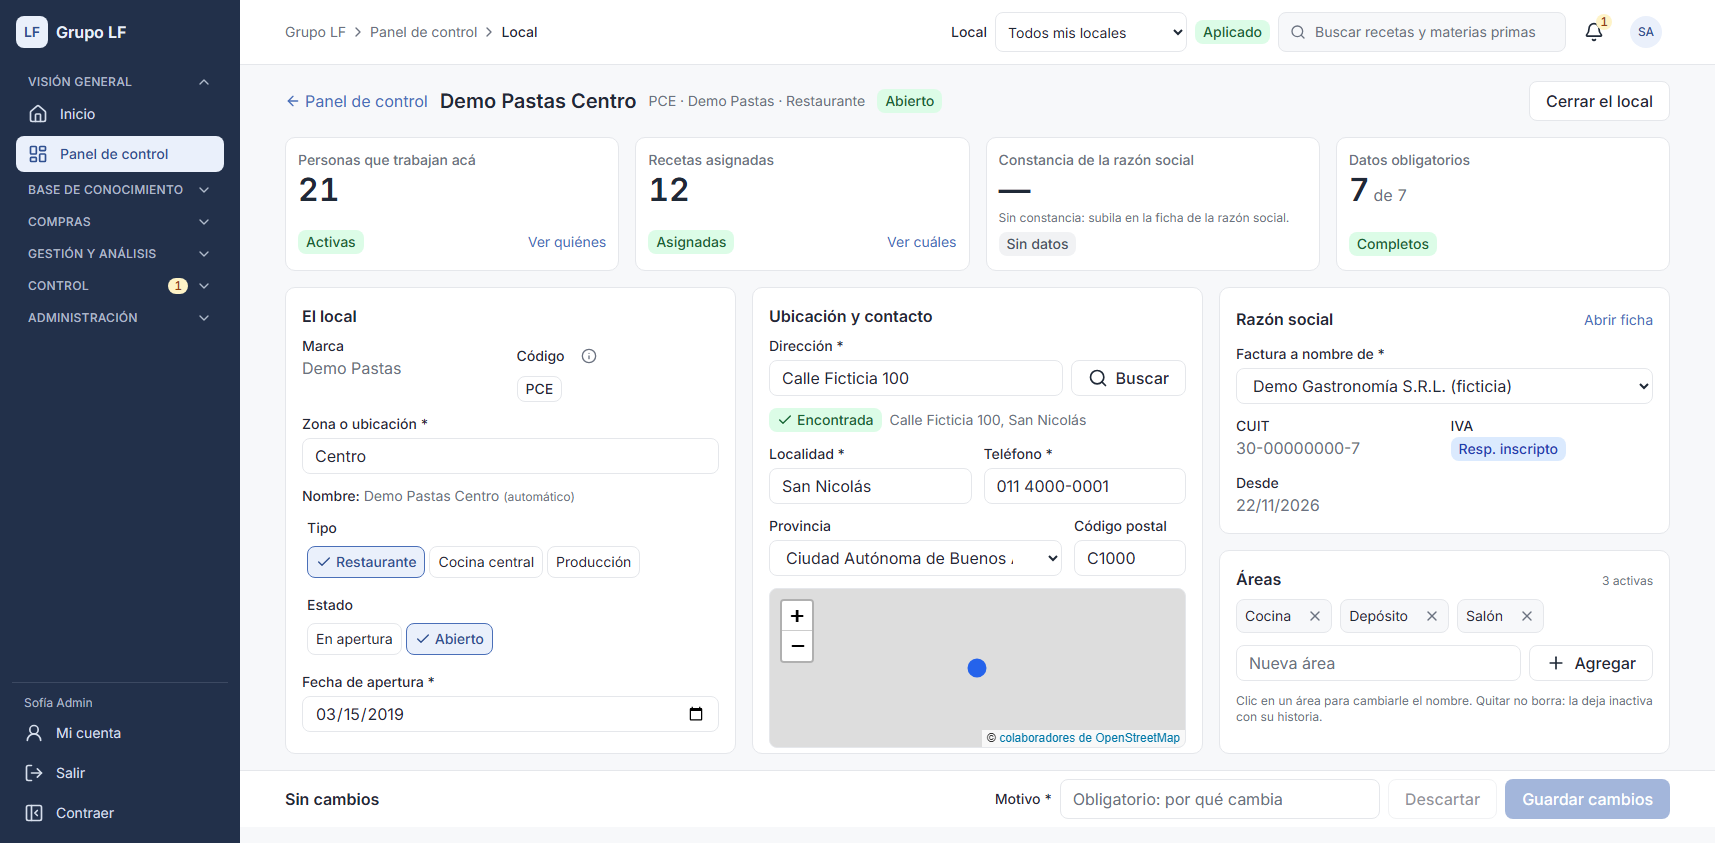 LF Grupo LF
VISIÓN GENERAL
Inicio
Panel de control
BASE DE CONOCIMIENTO
COMPRAS
GESTIÓN Y ANÁLISIS
CONTROL 1
ADMINISTRACIÓN
Sofía Admin
Mi cuenta
Salir
Contraer
Grupo LF > Panel de control > Local
Local Todos mis locales Aplicado Buscar recetas y materias primas 1 SA
← Panel de control Demo Pastas Centro PCE · Demo Pastas · Restaurante Abierto Cerrar el local
Personas que trabajan acá
21
Activas Ver quiénes
Recetas asignadas
12
Asignadas Ver cuáles
Constancia de la razón social
—
Sin constancia: subila en la ficha de la razón social.
Sin datos
Datos obligatorios
7 de 7
Completos
El local
Marca
Demo Pastas
Código
PCE
Zona o ubicación *
Centro
Nombre: Demo Pastas Centro (automático)
Tipo
Restaurante Cocina central Producción
Estado
En apertura Abierto
Fecha de apertura *
03/15/2019
Ubicación y contacto
Dirección *
Calle Ficticia 100 Buscar
Encontrada Calle Ficticia 100, San Nicolás
Localidad * Teléfono *
San Nicolás 011 4000-0001
Provincia Código postal
Ciudad Autónoma de Buenos C1000
+
−
© colaboradores de OpenStreetMap
Razón social Abrir ficha
Factura a nombre de *
Demo Gastronomía S.R.L. (ficticia)
CUIT IVA
30-00000000-7 Resp. inscripto
Desde
22/11/2026
Áreas 3 activas
Cocina × Depósito × Salón ×
Nueva área + Agregar
Clic en un área para cambiarle el nombre. Quitar no borra: la deja inactiva
con su historia.
Sin cambios Motivo * Obligatorio: por qué cambia Descartar Guardar cambios